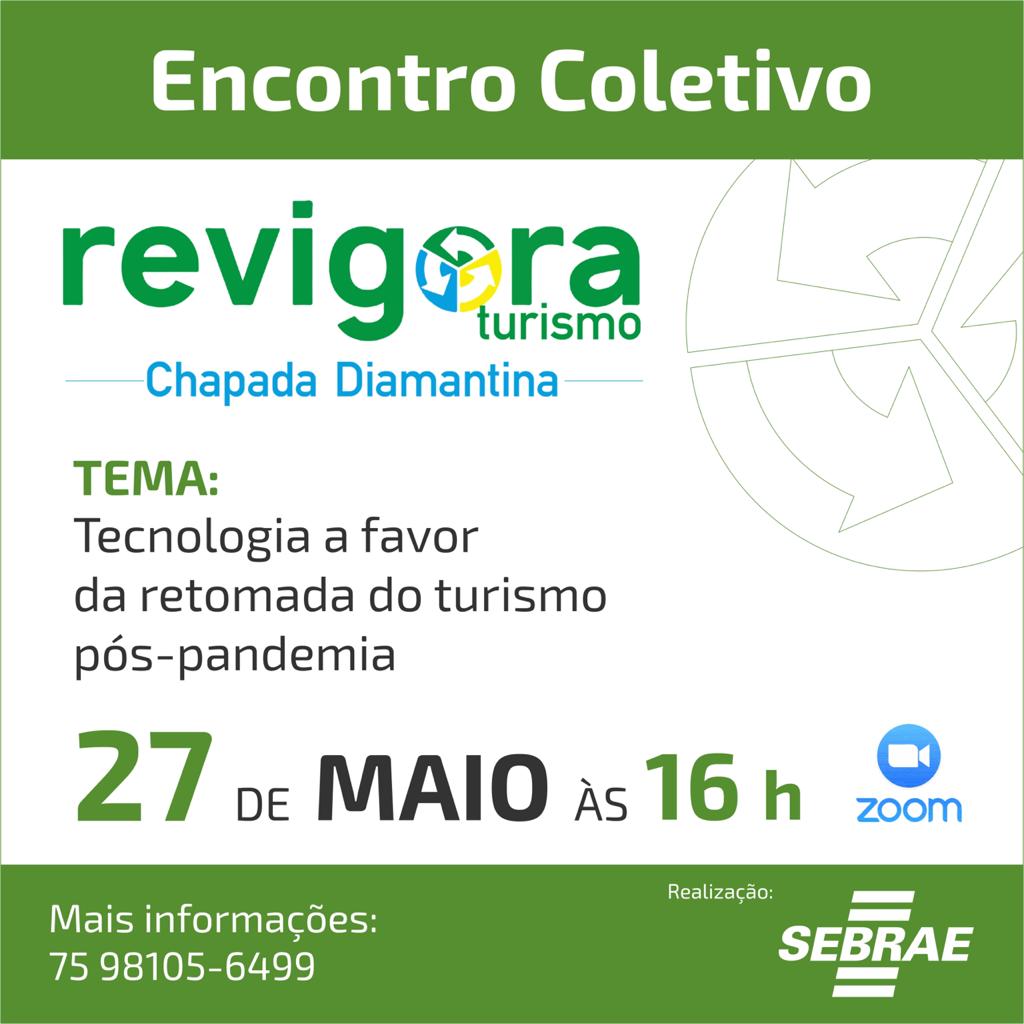 Encontro Coletivo
revigora
turismo
Chapada Diamantina
TEMA:
Tecnologia a favor
da retomada do turismo
pós-pandemia
27 DE MAIO ÀS 16 h
zoom
Mais informações:
75 98105-6499
Realização:
SEBRAE